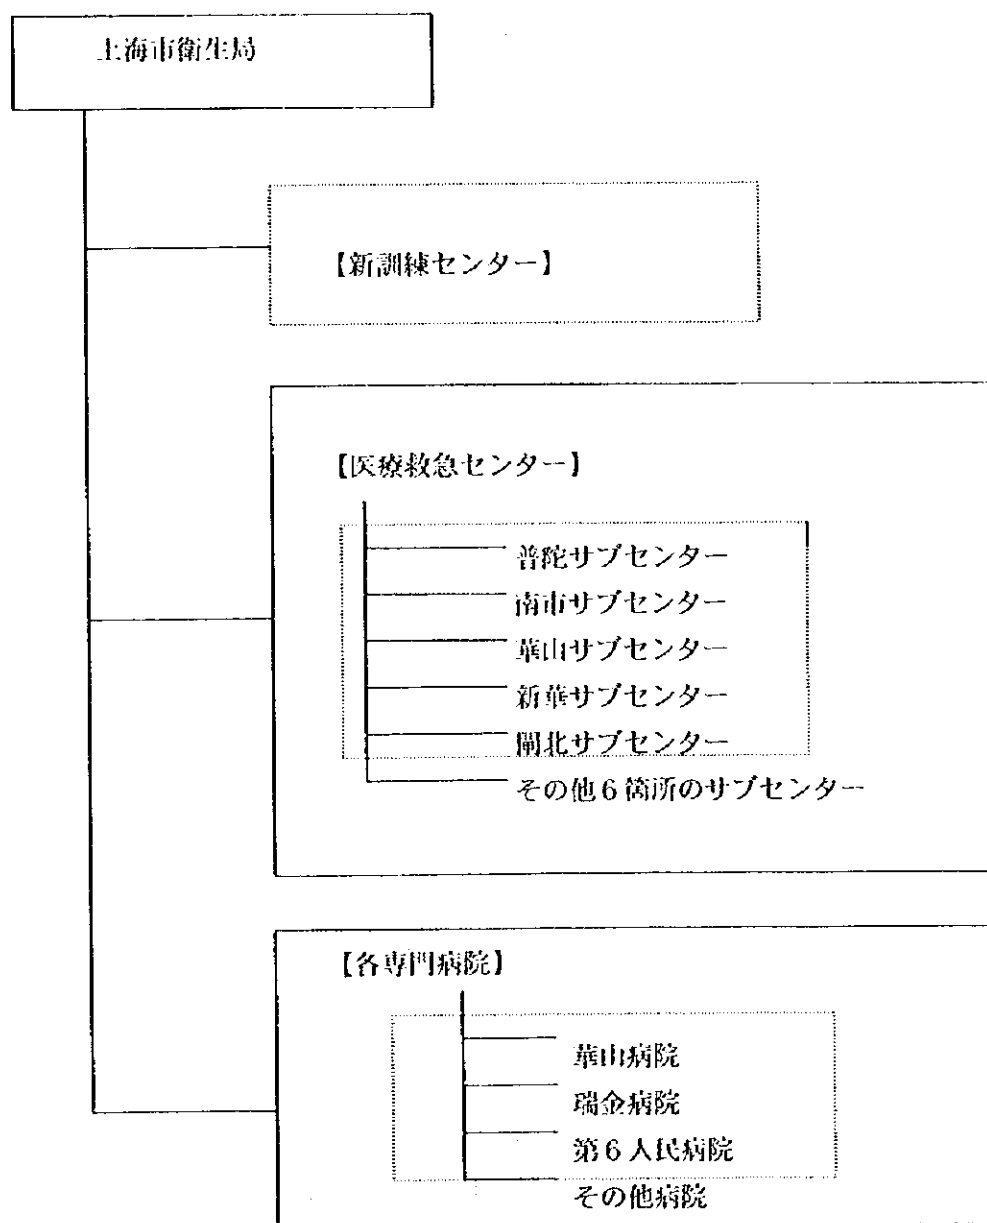 上海市衛生局
【新訓練センター】
【医療救急センター】
普陀サブセンター
南市サブセンター
華山サブセンター
新華サブセンター
閘北サブセンター
その他6箇所のサブセンター
【各専門病院】
華山病院
瑞金病院
第6人民病院
その他病院